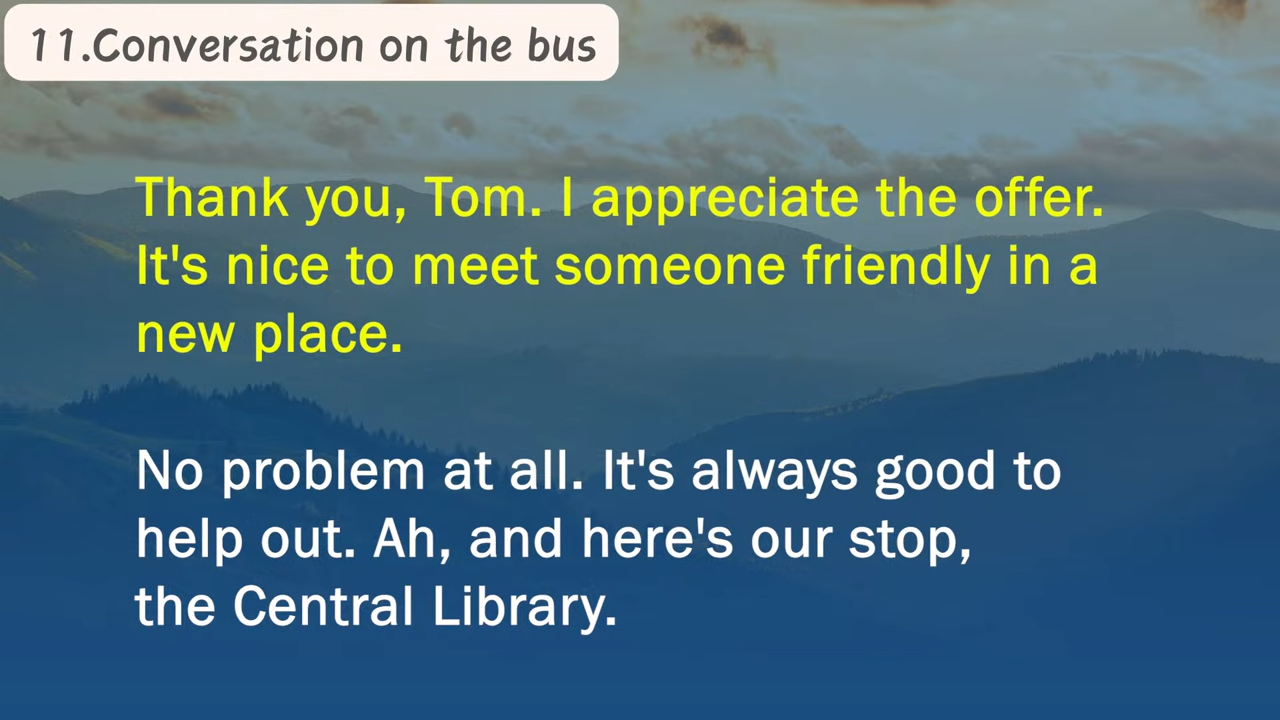 11.Conversation on the bus
Thank you, Tom. I appreciate the offer.
It's nice to meet someone friendly in a
new place.
No problem at all. It's always good to
help out. Ah, and here's our stop,
the Central Library.